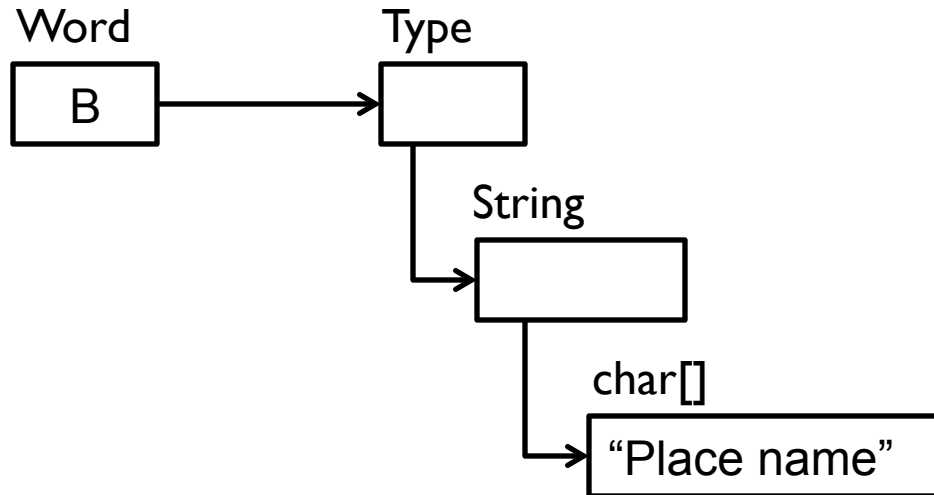 Word
Type
B
String
char[]
“Place name”